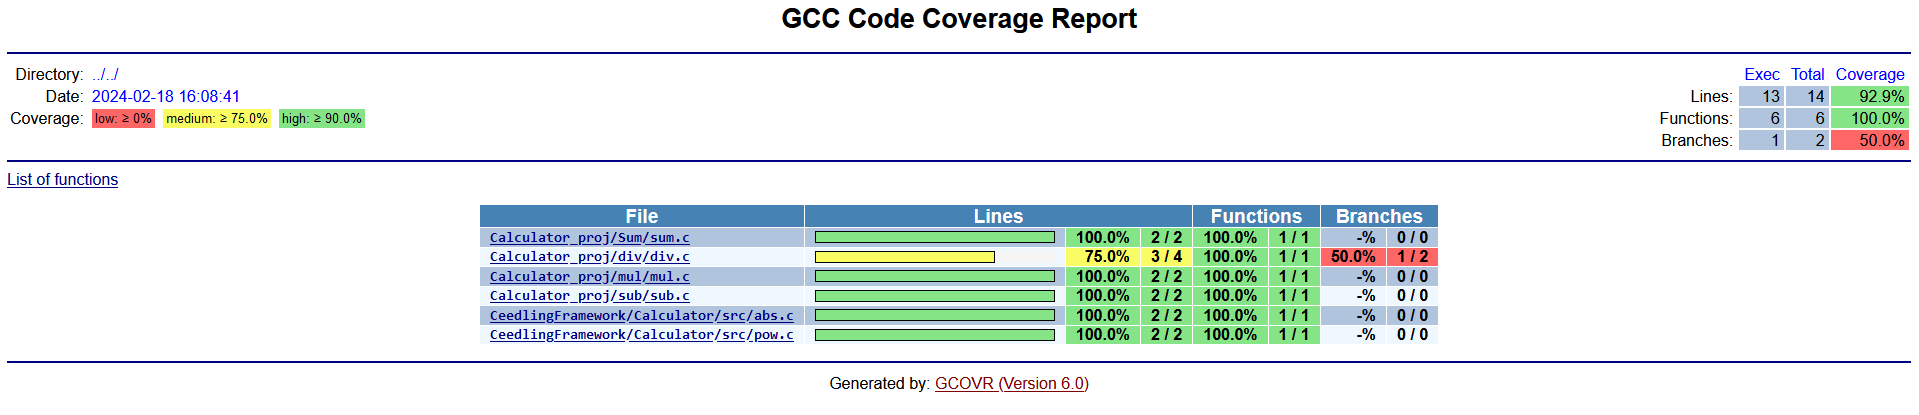 GCC Code Coverage Report
Directory: ../../
Date: 2024-02-18 16:08:41
Coverage: low: ≥ 0% medium: ≥ 75.0% high: ≥ 90.0%
Exec Total Coverage
Lines: 13 14 92.9%
Functions: 6 6 100.0%
Branches: 1 2 50.0%
List of functions
File Lines Functions Branches
Calculator_proj/Sum/sum.c 100.0% 2 / 2 100.0% 1 / 1 -% 0 / 0
Calculator_proj/div/div.c 75.0% 3 / 4 100.0% 1 / 1 50.0% 1 / 2
Calculator_proj/mul/mul.c 100.0% 2 / 2 100.0% 1 / 1 -% 0 / 0
Calculator_proj/sub/sub.c 100.0% 2 / 2 100.0% 1 / 1 -% 0 / 0
CeedlingFramework/Calculator/src/abs.c 100.0% 2 / 2 100.0% 1 / 1 -% 0 / 0
CeedlingFramework/Calculator/src/pow.c 100.0% 2 / 2 100.0% 1 / 1 -% 0 / 0
Generated by: GCOVR (Version 6.0)